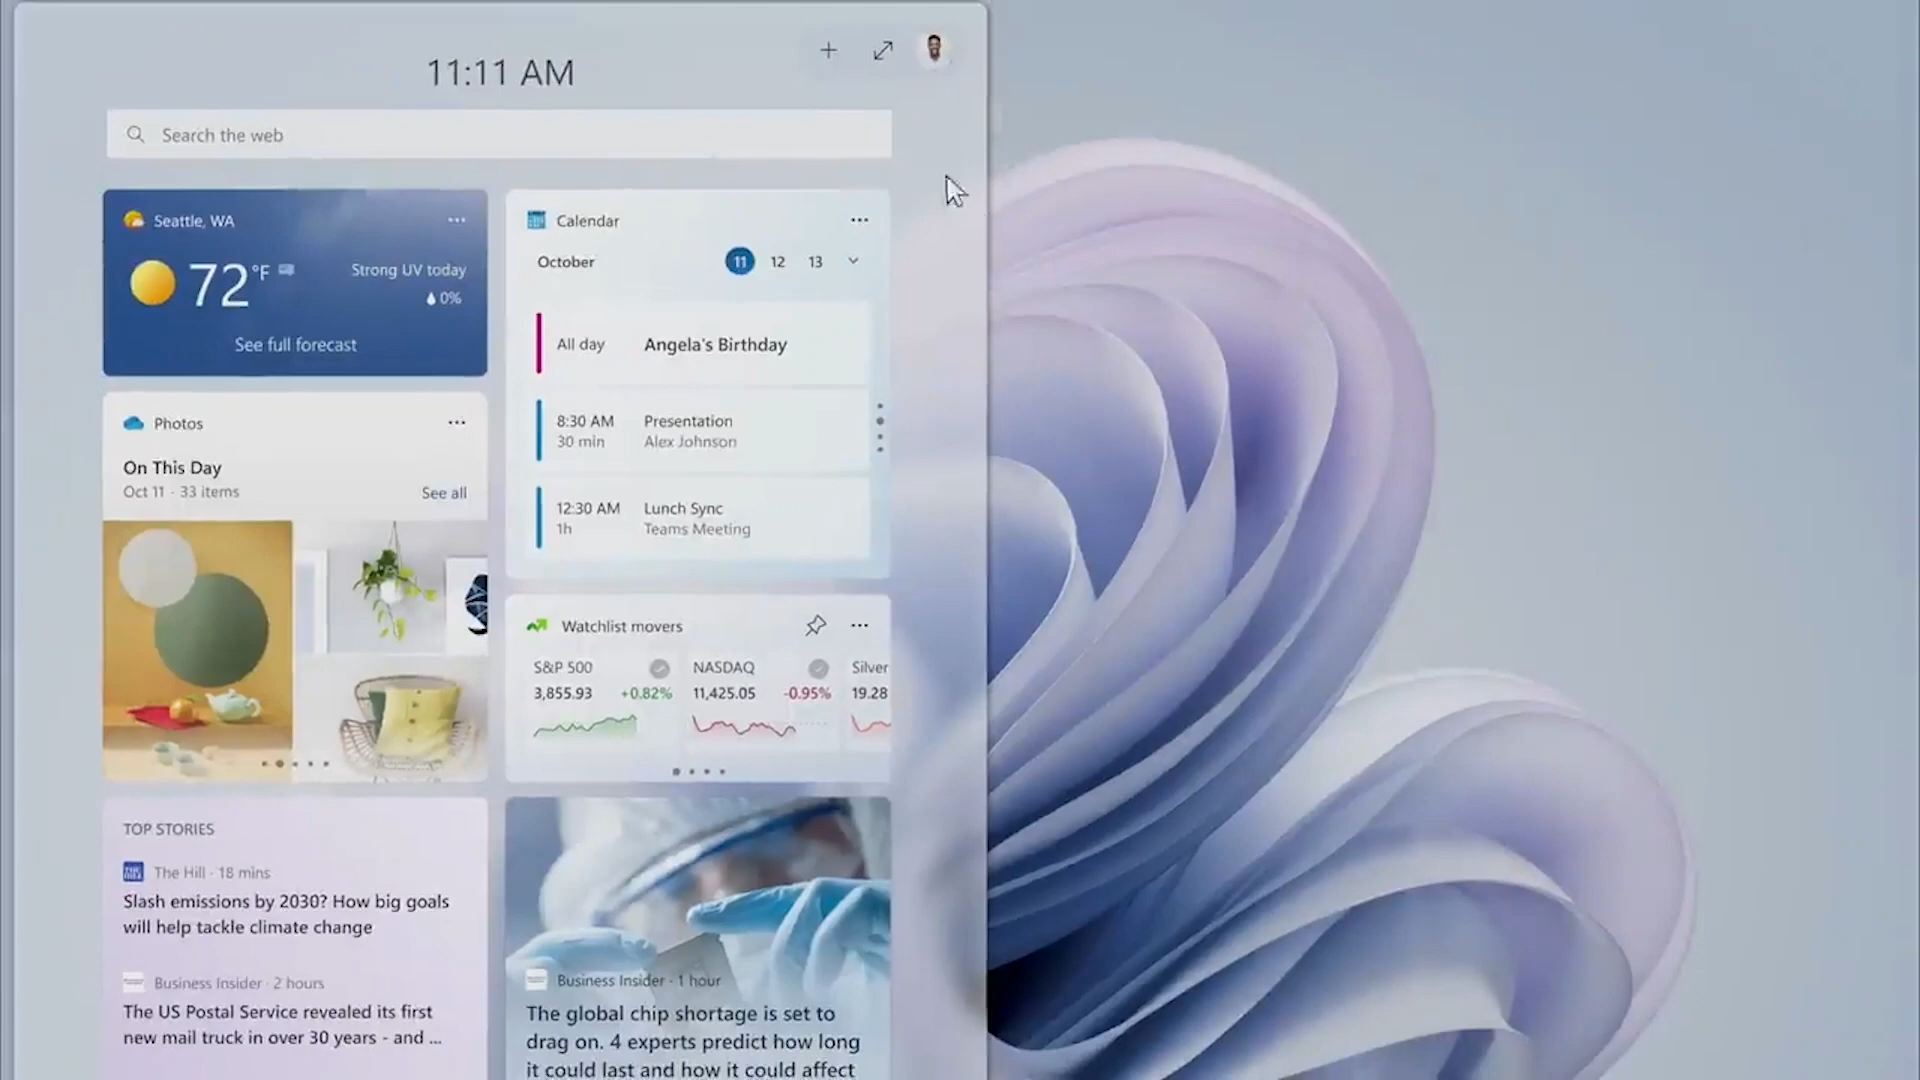 11:11 AM
Search the web
Seattle, WA
72 °F
Strong UV today
0%
See full forecast
Calendar
October 11 12 13
All day Angela's Birthday
8:30 AM Presentation
30 min Alex Johnson
12:30 AM Lunch Sync
1h Teams Meeting
Photos
On This Day
Oct 11 · 33 items See all
Watchlist movers
S&P 500 NASDAQ Silver
3,855.93 +0.82% 11,425.05 -0.95% 19.28
TOP STORIES
The Hill · 18 mins
Slash emissions by 2030? How big goals
will help tackle climate change
Business Insider · 2 hours
The US Postal Service revealed its first
new mail truck in over 30 years - and ...
Business Insider · 1 hour
The global chip shortage is set to
drag on. 4 experts predict how long
it could last and how it could affect